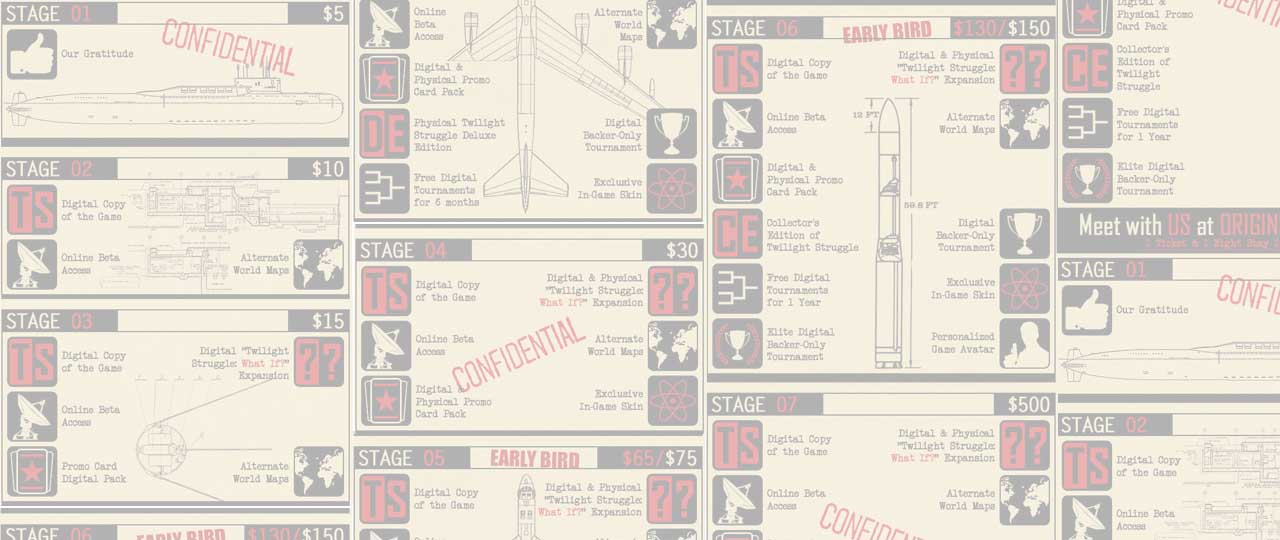 STAGE 01 $5
Our Gratitude
CONFIDENTIAL
STAGE 02 $10
TS
Digital Copy
of the Game
Online Beta
Access
Alternate
World Maps
STAGE 03 $15
TS
Digital Copy
of the Game
Digital "Twilight
Struggle: What If?"
Expansion
??
Online Beta
Access
Promo Card
Digital Pack
Alternate
World Maps
STAGE 06 EARLY BIRD $130/$150
Online
Beta
Access
Alternate
World
Maps
Digital &
Physical Promo
Card Pack
DE
Physical Twilight
Struggle Deluxe
Edition
Digital
Backer-Only
Tournament
Free Digital
Tournaments
for 6 months
Exclusive
In-Game Skin
STAGE 04 $30
TS
Digital Copy
of the Game
Digital & Physical
"Twilight Struggle:
What If?" Expansion
??
Online Beta
Access
Alternate
World Maps
CONFIDENTIAL
Digital &
Physical Promo
Card Pack
Exclusive
In-Game Skin
STAGE 05 EARLY BIRD $65/$75
TS
Digital Copy
of the Game
Digital & Physical
"Twilight Struggle:
What If?" Expansion
??
Online
Beta
Access
Alternate
World
STAGE 06 EARLY BIRD $130/$150
TS
Digital Copy
of the Game
Digital & Physical
"Twilight Struggle:
What If?" Expansion
??
Online Beta
Access
12 FT
Alternate
World Maps
Digital &
Physical Promo
Card Pack
59.8 FT
CE
Collector's
Edition of
Twilight Struggle
Digital
Backer-Only
Tournament
Free Digital
Tournaments
for 1 Year
Exclusive
In-Game Skin
Elite Digital
Backer-Only
Tournament
Personalized
Game Avatar
STAGE 07 $500
TS
Digital Copy
of the Game
Digital & Physical
"Twilight Struggle:
What If?" Expansion
??
Online Beta
Access
Alternate
World Maps
CONFIDENTIAL
Digital &
Physical Promo
Card Pack
CE
Collector's
Edition of
Twilight
Struggle
Free Digital
Tournaments
for 1 Year
Elite Digital
Backer-Only
Tournament
Meet with US at ORIGIN
1 Ticket & 1 Night Stay
STAGE 01
CONFI
Our Gratitude
STAGE 02
TS
Digital Copy
of the Game
Online Beta
Access